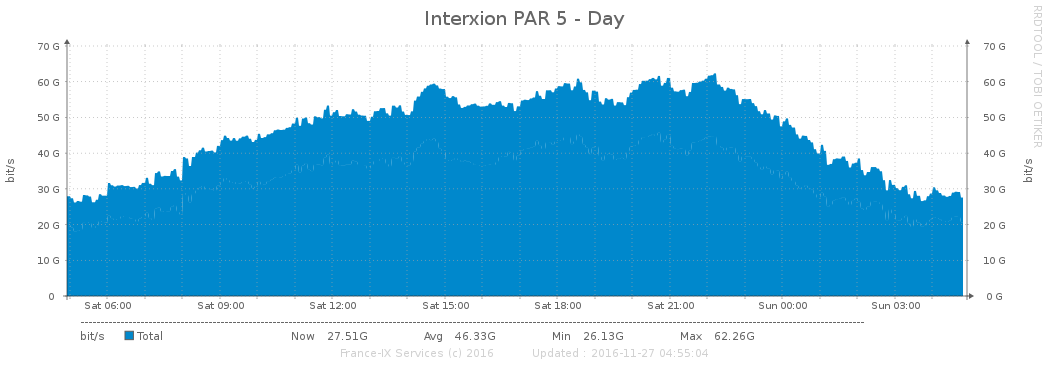 Interxion PAR 5 - Day
RRDTOOL / TOBI OETIKER
70 G 70 G
60 G 60 G
50 G 50 G
40 G 40 G
30 G 30 G
20 G 20 G
10 G 10 G
0 0 G
bit/s bit/s
Sat 06:00 Sat 09:00 Sat 12:00 Sat 15:00 Sat 18:00 Sat 21:00 Sun 00:00 Sun 03:00
bit/s Total Now 27.51G Avg 46.33G Min 26.13G Max 62.26G
France-IX Services (c) 2016 Updated : 2016-11-27 04:55:04